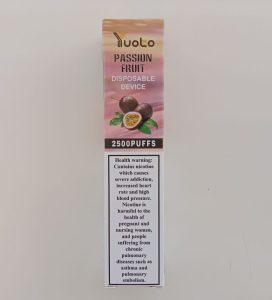 YuoLo
PASSION
FRUIT
DISPOSABLE
DEVICE
2500PUFFS
Health warning:
Contains nicotine
which causes
severe addiction,
increased heart
rate and high
blood pressure.
Nicotine is
harmful to the
health of
pregnant and
nursing women,
and people
suffering from
chronic
pulmonary
diseases such as
asthma and
pulmonary
embolism.